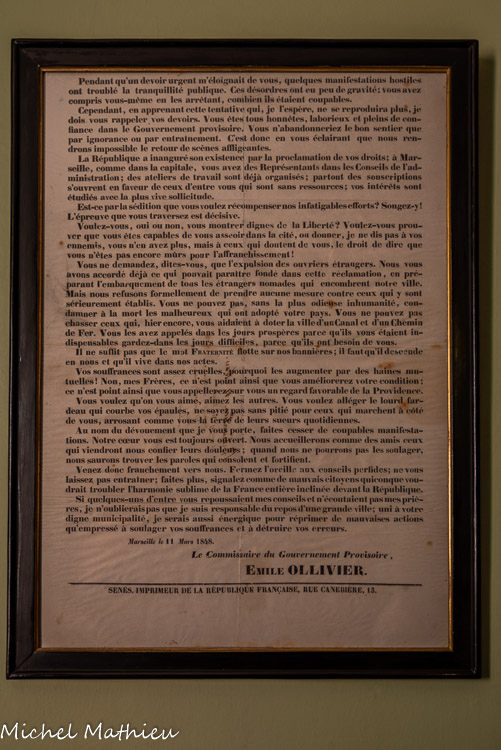 Pendant qu'un devoir urgent m'éloignait de vous, quelques manifestations hostiles
ont troublé la tranquillité publique. Ces désordres ont eu peu de gravité; vous avez
compris vous-même en les arrêtant, combien ils étaient coupables.
Cependant, en apprenant cette tentative qui, je l'espère, ne se reproduira plus, je
dois vous rappeler vos devoirs. Vous êtes tous honnêtes, laborieux et pleins de con-
fiance dans le Gouvernement provisoire. Vous n'abandonneriez le bon sentier que
par ignorance ou par entraînement. C'est donc en vous éclairant que nous ren-
drons impossible le retour de scènes affligeantes.
La République a inauguré son existence par la proclamation de vos droits; à Mar-
seille, comme dans la capitale, vous avez des Représentants dans les Conseils de l'ad-
ministration; des ateliers de travail sont déjà organisés; partout des souscriptions
s'ouvrent en faveur de ceux d'entre vous qui sont sans ressources; vos intérêts sont
étudiés avec la plus vive sollicitude.
Est-ce par la sédition que vous voulez récompenser nos infatigables efforts? Songez-y!
L'épreuve que vous traversez est décisive.
Voulez-vous, oui ou non, vous montrer dignes de la Liberté? Voulez-vous prou-
ver que vous êtes capables de vous asseoir dans la cité, ou donner, je ne dis pas à vos
ennemis, vous n'en avez plus, mais à ceux qui doutent de vous, le droit de dire que
vous n'êtes pas encore mûrs pour l'affranchissement!
Vous ne demandez, dites-vous, que l'expulsion des ouvriers étrangers. Nous vous
avons accordé déjà ce qui pouvait paraître fondé dans cette réclamation, en pré-
parant l'embarquement de tous les étrangers nomades qui encombrent notre ville.
Mais nous refusons formellement de prendre aucune mesure contre ceux qui y sont
sérieurement établis. Vous ne pouvez pas, sans la plus odieuse inhumanité, con-
damner à la mort les malheureux qui ont adopté votre pays. Vous ne pouvez pas
chasser ceux qui, hier encore, vous aidaient à doter la ville d'un Canal et d'un Chemin
de Fer. Vous les avez appelés dans les jours prospères parce qu'ils vous étaient in-
dispensables gardez-dans les jours difficiles, parce qu'ils ont besoin de vous.
Il ne suffit pas que le mot FRATERNITÉ flotte sur nos bannières; il faut qu'il descende
en nous et qu'il vive dans nos actes.
Vos souffrances sont assez cruelles, pourquoi les augmenter par des haines mu-
tuelles! Non, mes Frères, ce n'est point ainsi que vous améliorerez votre condition;
ce n'est point ainsi que vous appellerez sur vous un regard favorable de la Providence.
Vous voulez qu'on vous aime, aimez les autres. Vous voulez alléger le lourd far-
deau qui courbe vos épaules, ne soyez pas sans pitié pour ceux qui marchent à côté
de vous, arrosant comme vous la terre de leurs sueurs quotidiennes.
Au nom du dévouement que je vous porte, faites cesser de coupables manifesta-
tions. Notre cœur vous est toujours ouvert. Nous accueillerons comme des amis ceux
qui viendront nous confier leurs douleurs; quand nous ne pourrons pas les soulager,
nous saurons trouver les paroles qui consolent et fortifient.
Venez donc franchement vers nous. Fermez l'oreille aux conseils perfides; ne vous
laissez pas entraîner; faites plus, signalez comme de mauvais citoyens quiconque vou-
drait troubler l'harmonie sublime de la France entière inclinée devant la République.
Si quelques-uns d'entre vous repoussaient mes conseils et n'écoutaient pas mes priè-
res, je n'oublierais pas que je suis responsable du repos d'une grande ville; uni à votre
digne municipalité, je serais aussi énergique pour réprimer de mauvaises actions
qu'empressé à soulager vos souffrances et à détruire vos erreurs.
Marseille le 11 Mars 1848.
Le Commissaire du Gouvernement Provisoire,
EMILE OLLIVIER.
SENÉS, IMPRIMEUR DE LA RÉPUBLIQUE FRANÇAISE, RUE CANEBIÈRE, 13.
Michel Mathieu